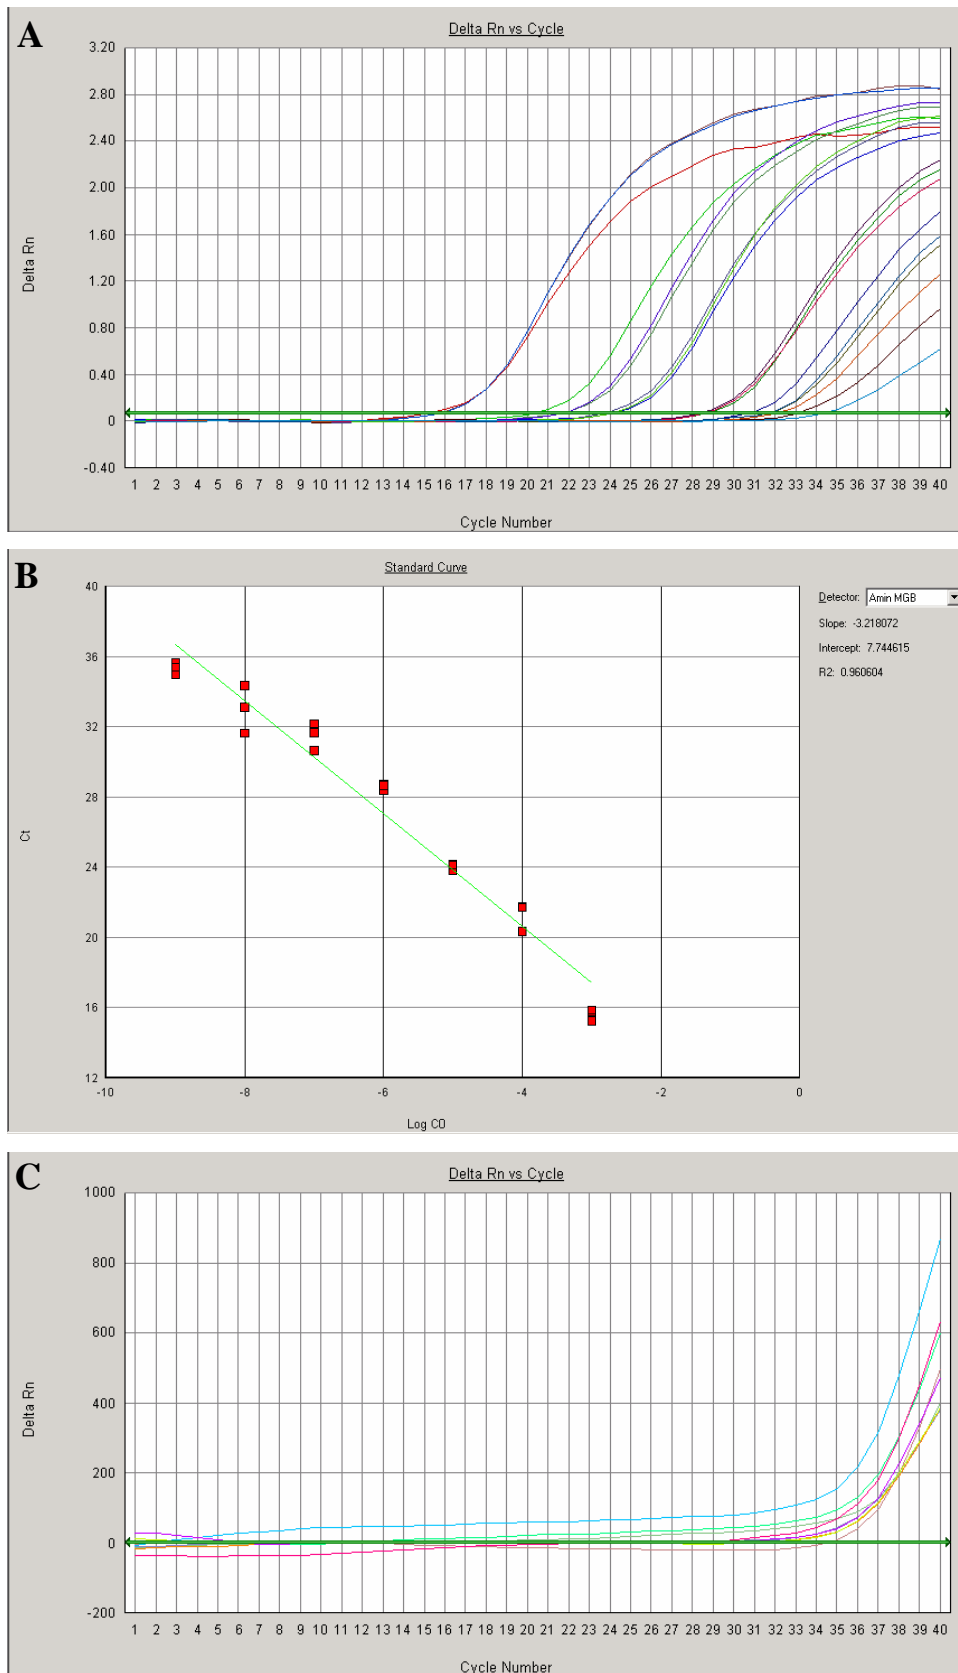 A
Delta Rn vs Cycle
3.20
2.80
2.40
2.00
1.60
1.20
0.80
0.40
0
-0.40
Delta Rn
1 2 3 4 5 6 7 8 9 10 11 12 13 14 15 16 17 18 19 20 21 22 23 24 25 26 27 28 29 30 31 32 33 34 35 36 37 38 39 40
Cycle Number
B
Standard Curve
40
36
32
28
24
20
16
12
Ct
-10 -8 -6 -4 -2 0
Log C0
Detector: Amin MGB
Slope: -3.218072
Intercept: 7.744615
R2: 0.960604
C
Delta Rn vs Cycle
1000
800
600
400
200
0
-200
Delta Rn
1 2 3 4 5 6 7 8 9 10 11 12 13 14 15 16 17 18 19 20 21 22 23 24 25 26 27 28 29 30 31 32 33 34 35 36 37 38 39 40
Cycle Number